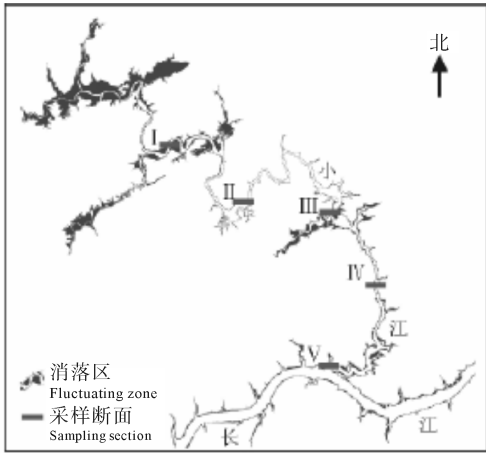 北
I
II
小
III
IV
江
V
消落区
Fluctuating zone
采样断面
Sampling section
长
江